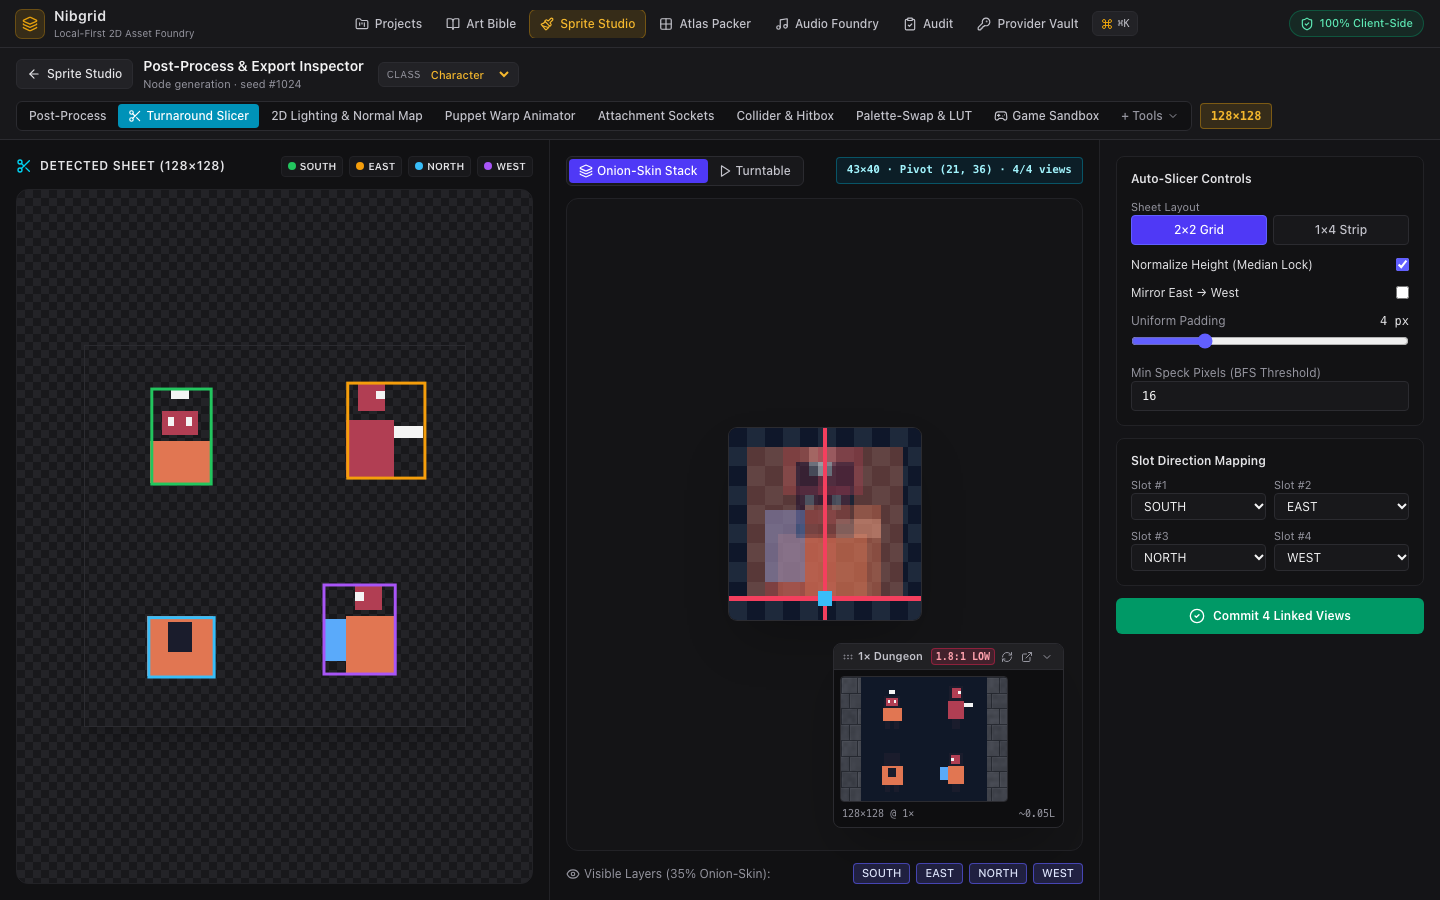 Nibgrid
Local-First 2D Asset Foundry
Projects
Art Bible
Sprite Studio
Atlas Packer
Audio Foundry
Audit
Provider Vault
⌘ ⌘K
100% Client-Side
← Sprite Studio
Post-Process & Export Inspector
Node generation · seed #1024
CLASS Character
Post-Process
Turnaround Slicer
2D Lighting & Normal Map
Puppet Warp Animator
Attachment Sockets
Collider & Hitbox
Palette-Swap & LUT
Game Sandbox
+ Tools
128×128
DETECTED SHEET (128×128)
SOUTH
EAST
NORTH
WEST
Onion-Skin Stack
Turntable
43×40 · Pivot (21, 36) · 4/4 views
1× Dungeon
1.8:1 LOW
128×128 @ 1×
~0.05L
Visible Layers (35% Onion-Skin):
SOUTH
EAST
NORTH
WEST
Auto-Slicer Controls
Sheet Layout
2×2 Grid
1×4 Strip
Normalize Height (Median Lock)
Mirror East → West
Uniform Padding
4 px
Min Speck Pixels (BFS Threshold)
16
Slot Direction Mapping
Slot #1
Slot #2
SOUTH
EAST
Slot #3
Slot #4
NORTH
WEST
Commit 4 Linked Views